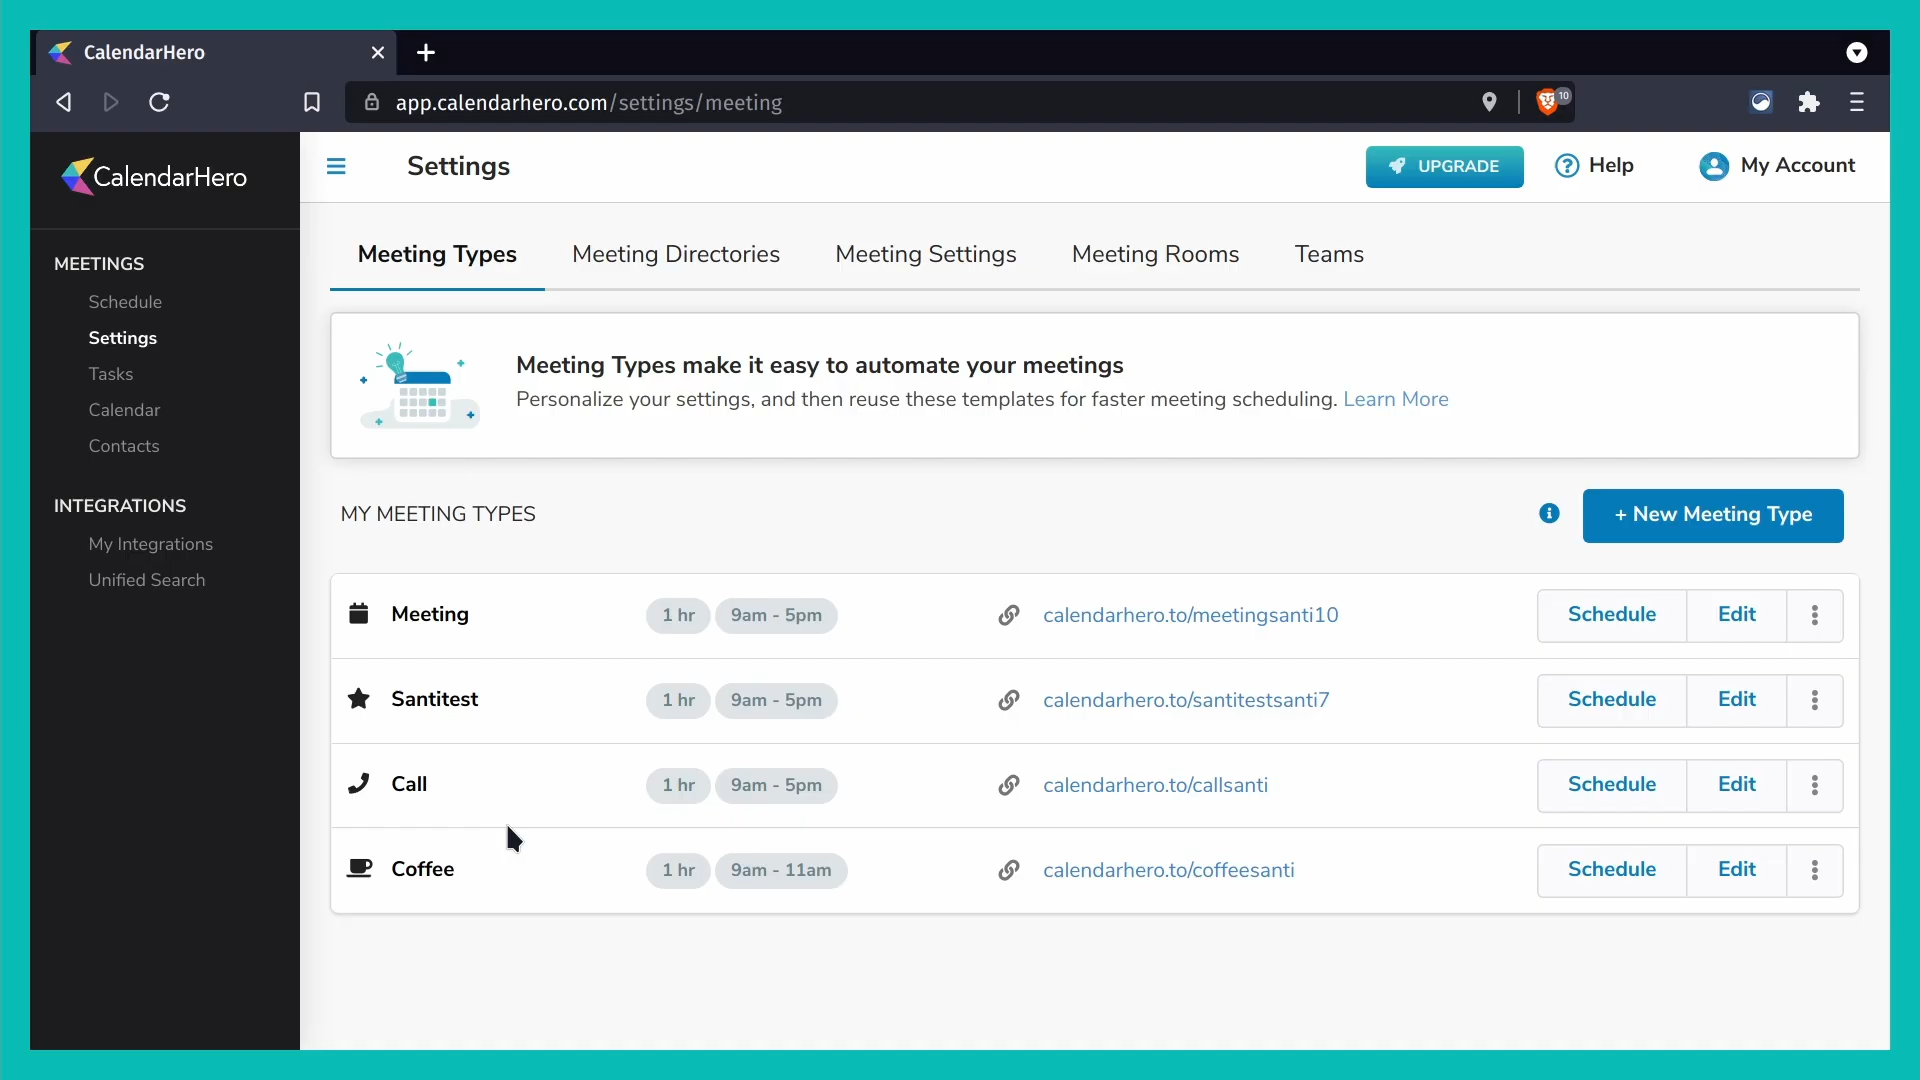 CalendarHero
app.calendarhero.com/settings/meeting
10
CalendarHero
Settings
UPGRADE
Help
My Account
MEETINGS
Schedule
Settings
Tasks
Calendar
Contacts
INTEGRATIONS
My Integrations
Unified Search
Meeting Types Meeting Directories Meeting Settings Meeting Rooms Teams
Meeting Types make it easy to automate your meetings
Personalize your settings, and then reuse these templates for faster meeting scheduling. Learn More
MY MEETING TYPES
+ New Meeting Type
Meeting 1 hr 9am - 5pm calendarhero.to/meetingsanti10 Schedule Edit
Santitest 1 hr 9am - 5pm calendarhero.to/santitestsanti7 Schedule Edit
Call 1 hr 9am - 5pm calendarhero.to/callsanti Schedule Edit
Coffee 1 hr 9am - 11am calendarhero.to/coffeesanti Schedule Edit